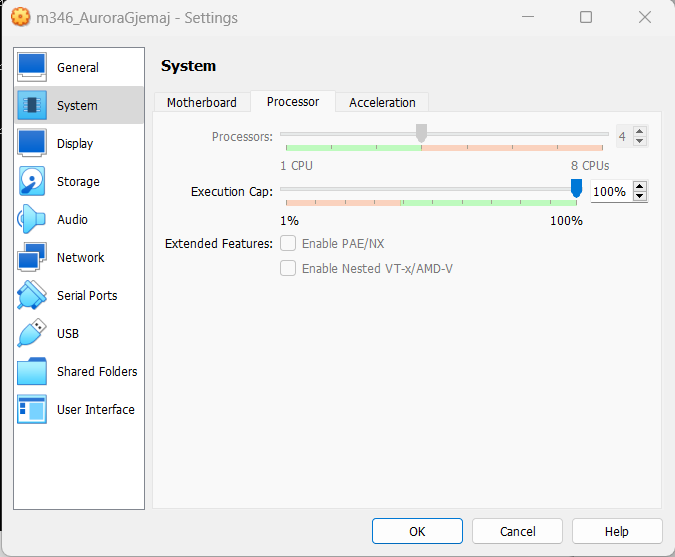 m346_AuroraGjemaj - Settings
General
System
Display
Storage
Audio
Network
Serial Ports
USB
Shared Folders
User Interface
System
Motherboard Processor Acceleration
Processors: 4
1 CPU 8 CPUs
Execution Cap: 100%
1% 100%
Extended Features: Enable PAE/NX
Enable Nested VT-x/AMD-V
OK Cancel Help